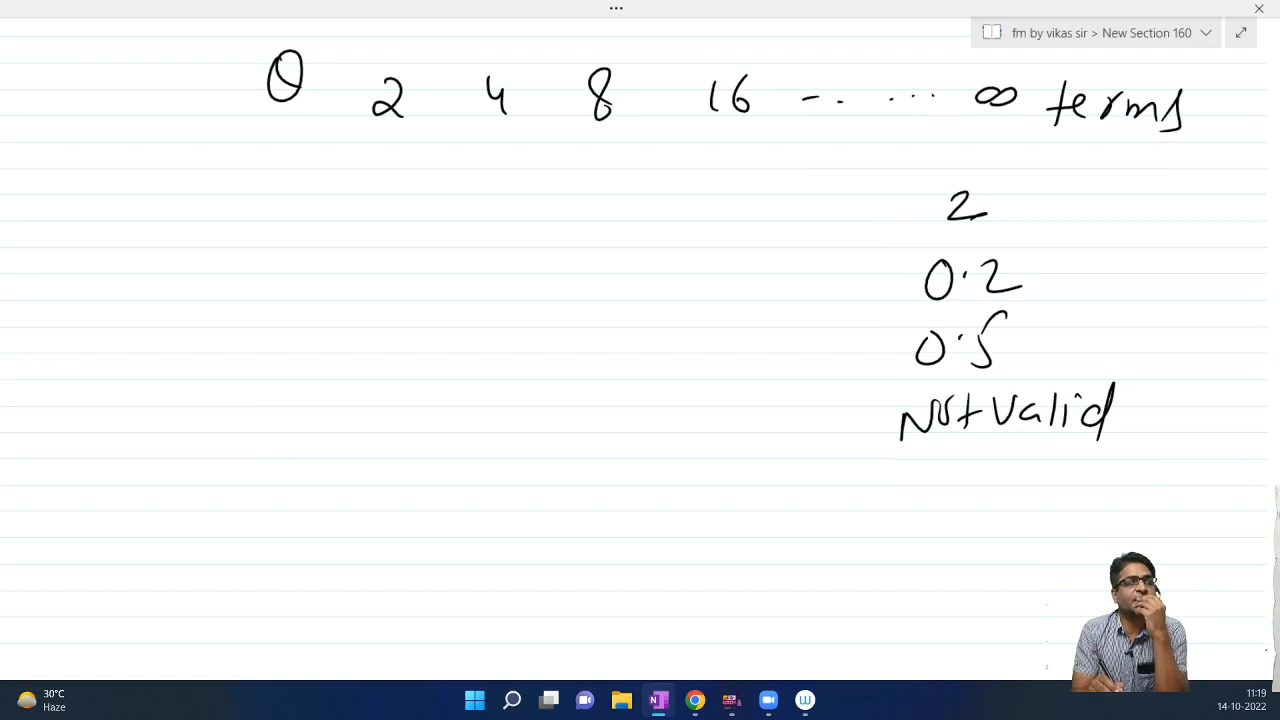 fm by vikas sir > New Section 160
Q 2 4 8 16 -.. ... ∞ terms
2
0.2
0.5
Not Valid
30°C
Haze
11:19
14-10-2022